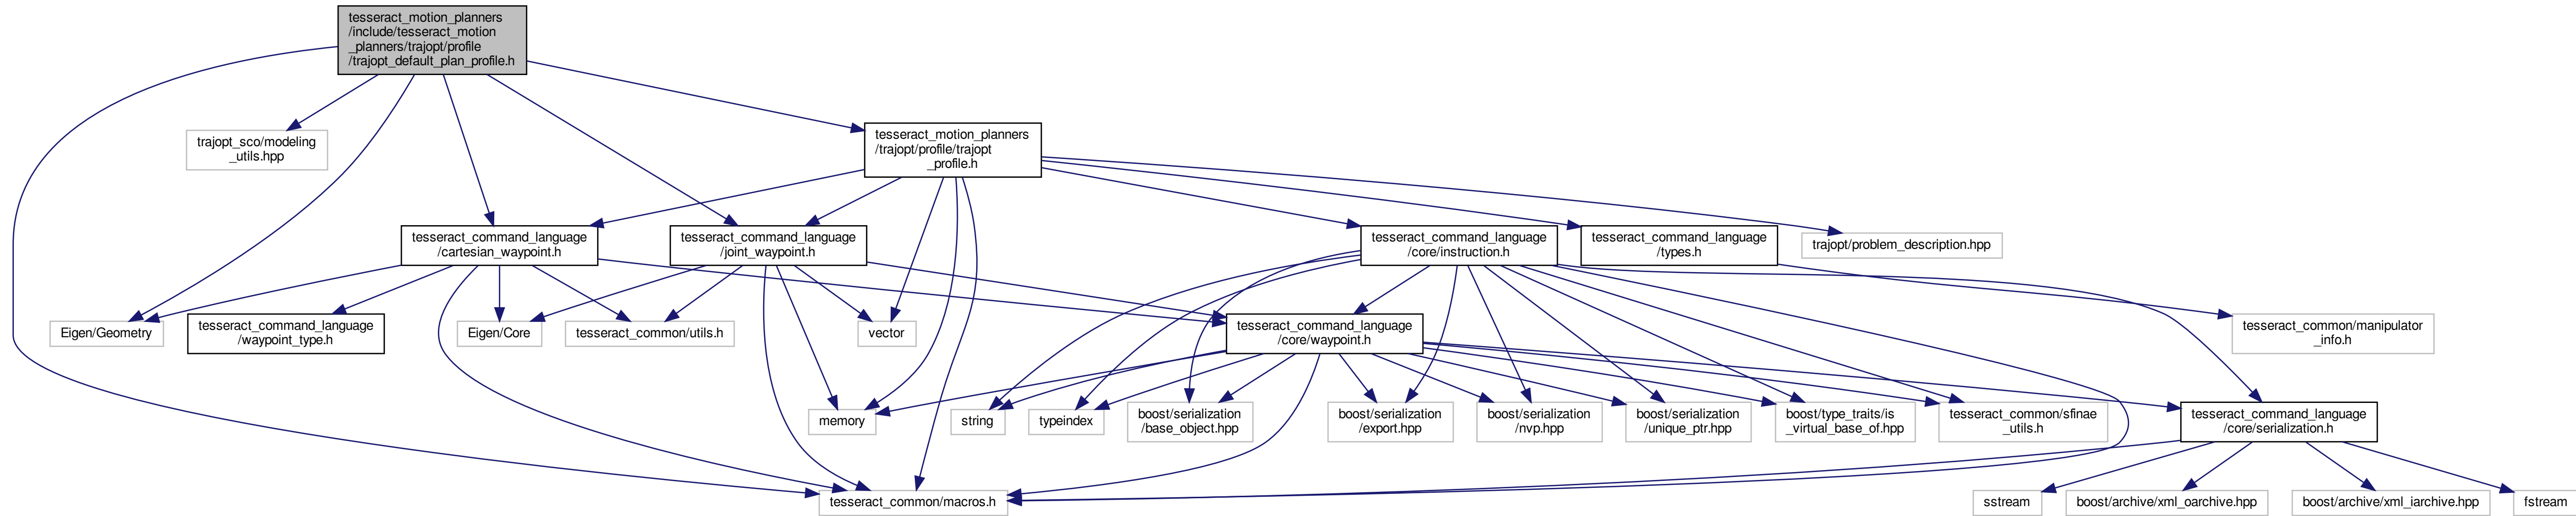 tesseract_motion_planners
/include/tesseract_motion
_planners/trajopt/profile
/trajopt_default_plan_profile.h
trajopt_sco/modeling
_utils.hpp
tesseract_motion_planners
/trajopt/profile/trajopt
_profile.h
tesseract_command_language
/cartesian_waypoint.h
tesseract_command_language
/joint_waypoint.h
tesseract_command_language
/core/instruction.h
tesseract_command_language
/types.h
trajopt/problem_description.hpp
Eigen/Geometry
tesseract_command_language
/waypoint_type.h
Eigen/Core
tesseract_common/utils.h
vector
tesseract_command_language
/core/waypoint.h
tesseract_common/manipulator
_info.h
memory
string
typeindex
boost/serialization
/base_object.hpp
boost/serialization
/export.hpp
boost/serialization
/nvp.hpp
boost/serialization
/unique_ptr.hpp
boost/type_traits/is
_virtual_base_of.hpp
tesseract_common/sfinae
_utils.h
tesseract_command_language
/core/serialization.h
tesseract_common/macros.h
sstream
boost/archive/xml_oarchive.hpp
boost/archive/xml_iarchive.hpp
fstream